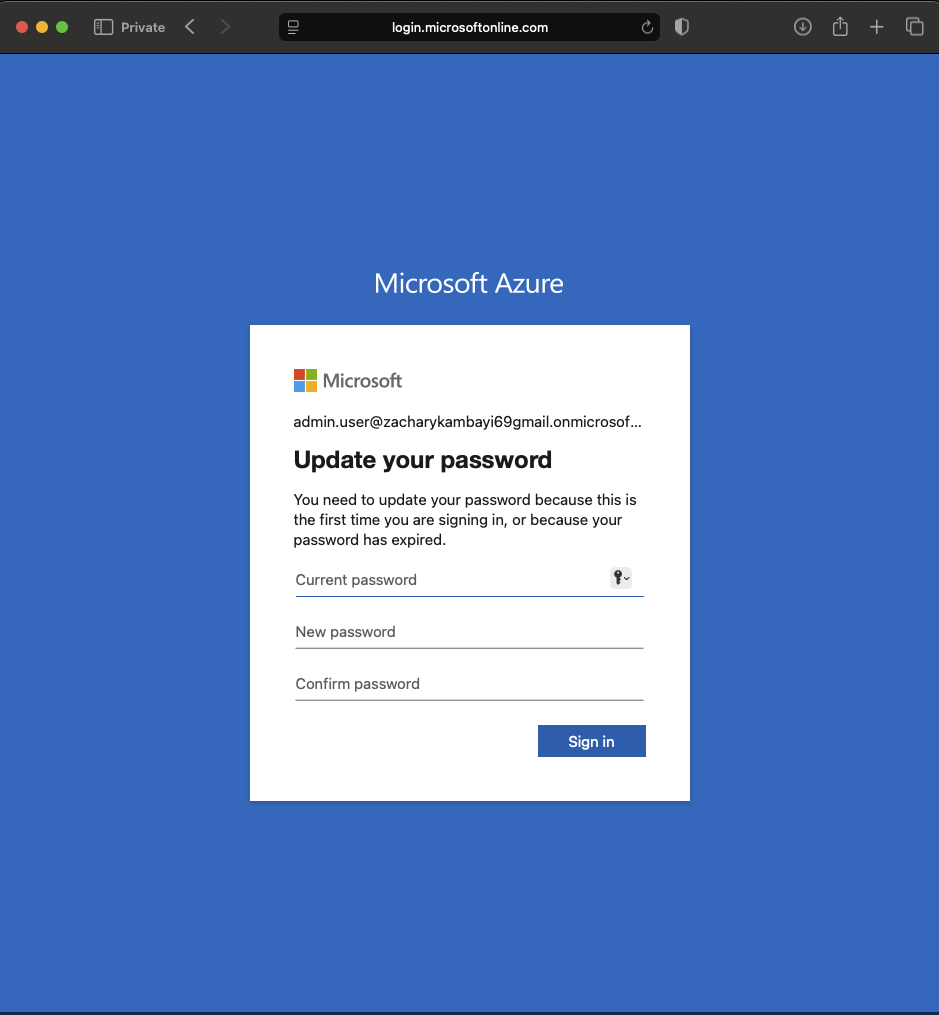 Private
login.microsoftonline.com
Microsoft Azure
Microsoft
admin.user@zacharykambayi69gmail.onmicrosof...
Update your password
You need to update your password because this is
the first time you are signing in, or because your
password has expired.
Current password
New password
Confirm password
Sign in